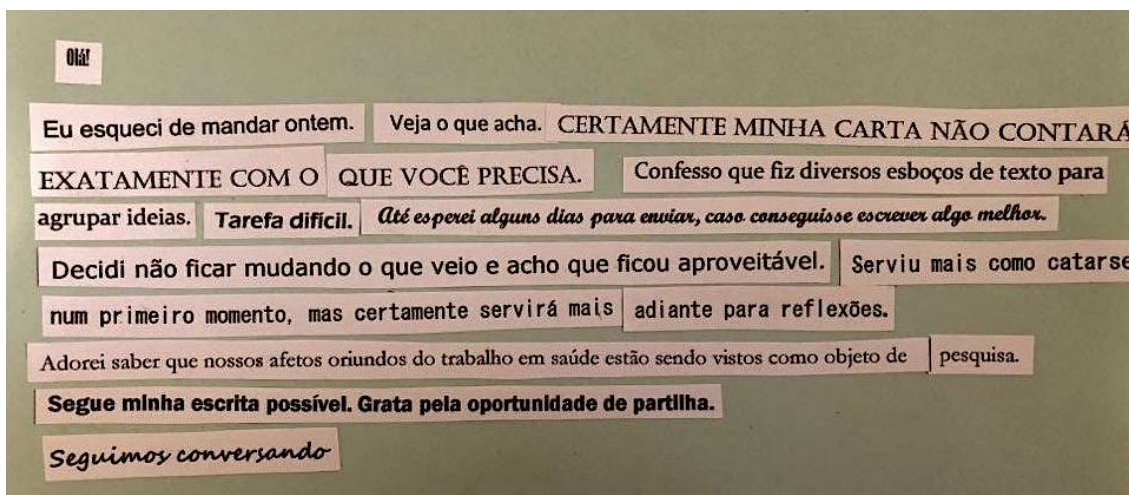 Olá!
Eu esqueci de mandar ontem. Veja o que acha. CERTAMENTE MINHA CARTA NÃO CONTARÁ
EXATAMENTE COM O QUE VOCÊ PRECISA. Confesso que fiz diversos esboços de texto para
agrupar ideias. Tarefa difícil. Até esperei alguns dias para enviar, caso conseguisse escrever algo melhor.
Decidi não ficar mudando o que veio e acho que ficou aproveitável. Serviu mais como catarse
num primeiro momento, mas certamente servirá mais adiante para reflexões.
Adorei saber que nossos afetos oriundos do trabalho em saúde estão sendo vistos como objeto de pesquisa.
Segue minha escrita possível. Grata pela oportunidade de partilha.
Seguimos conversando